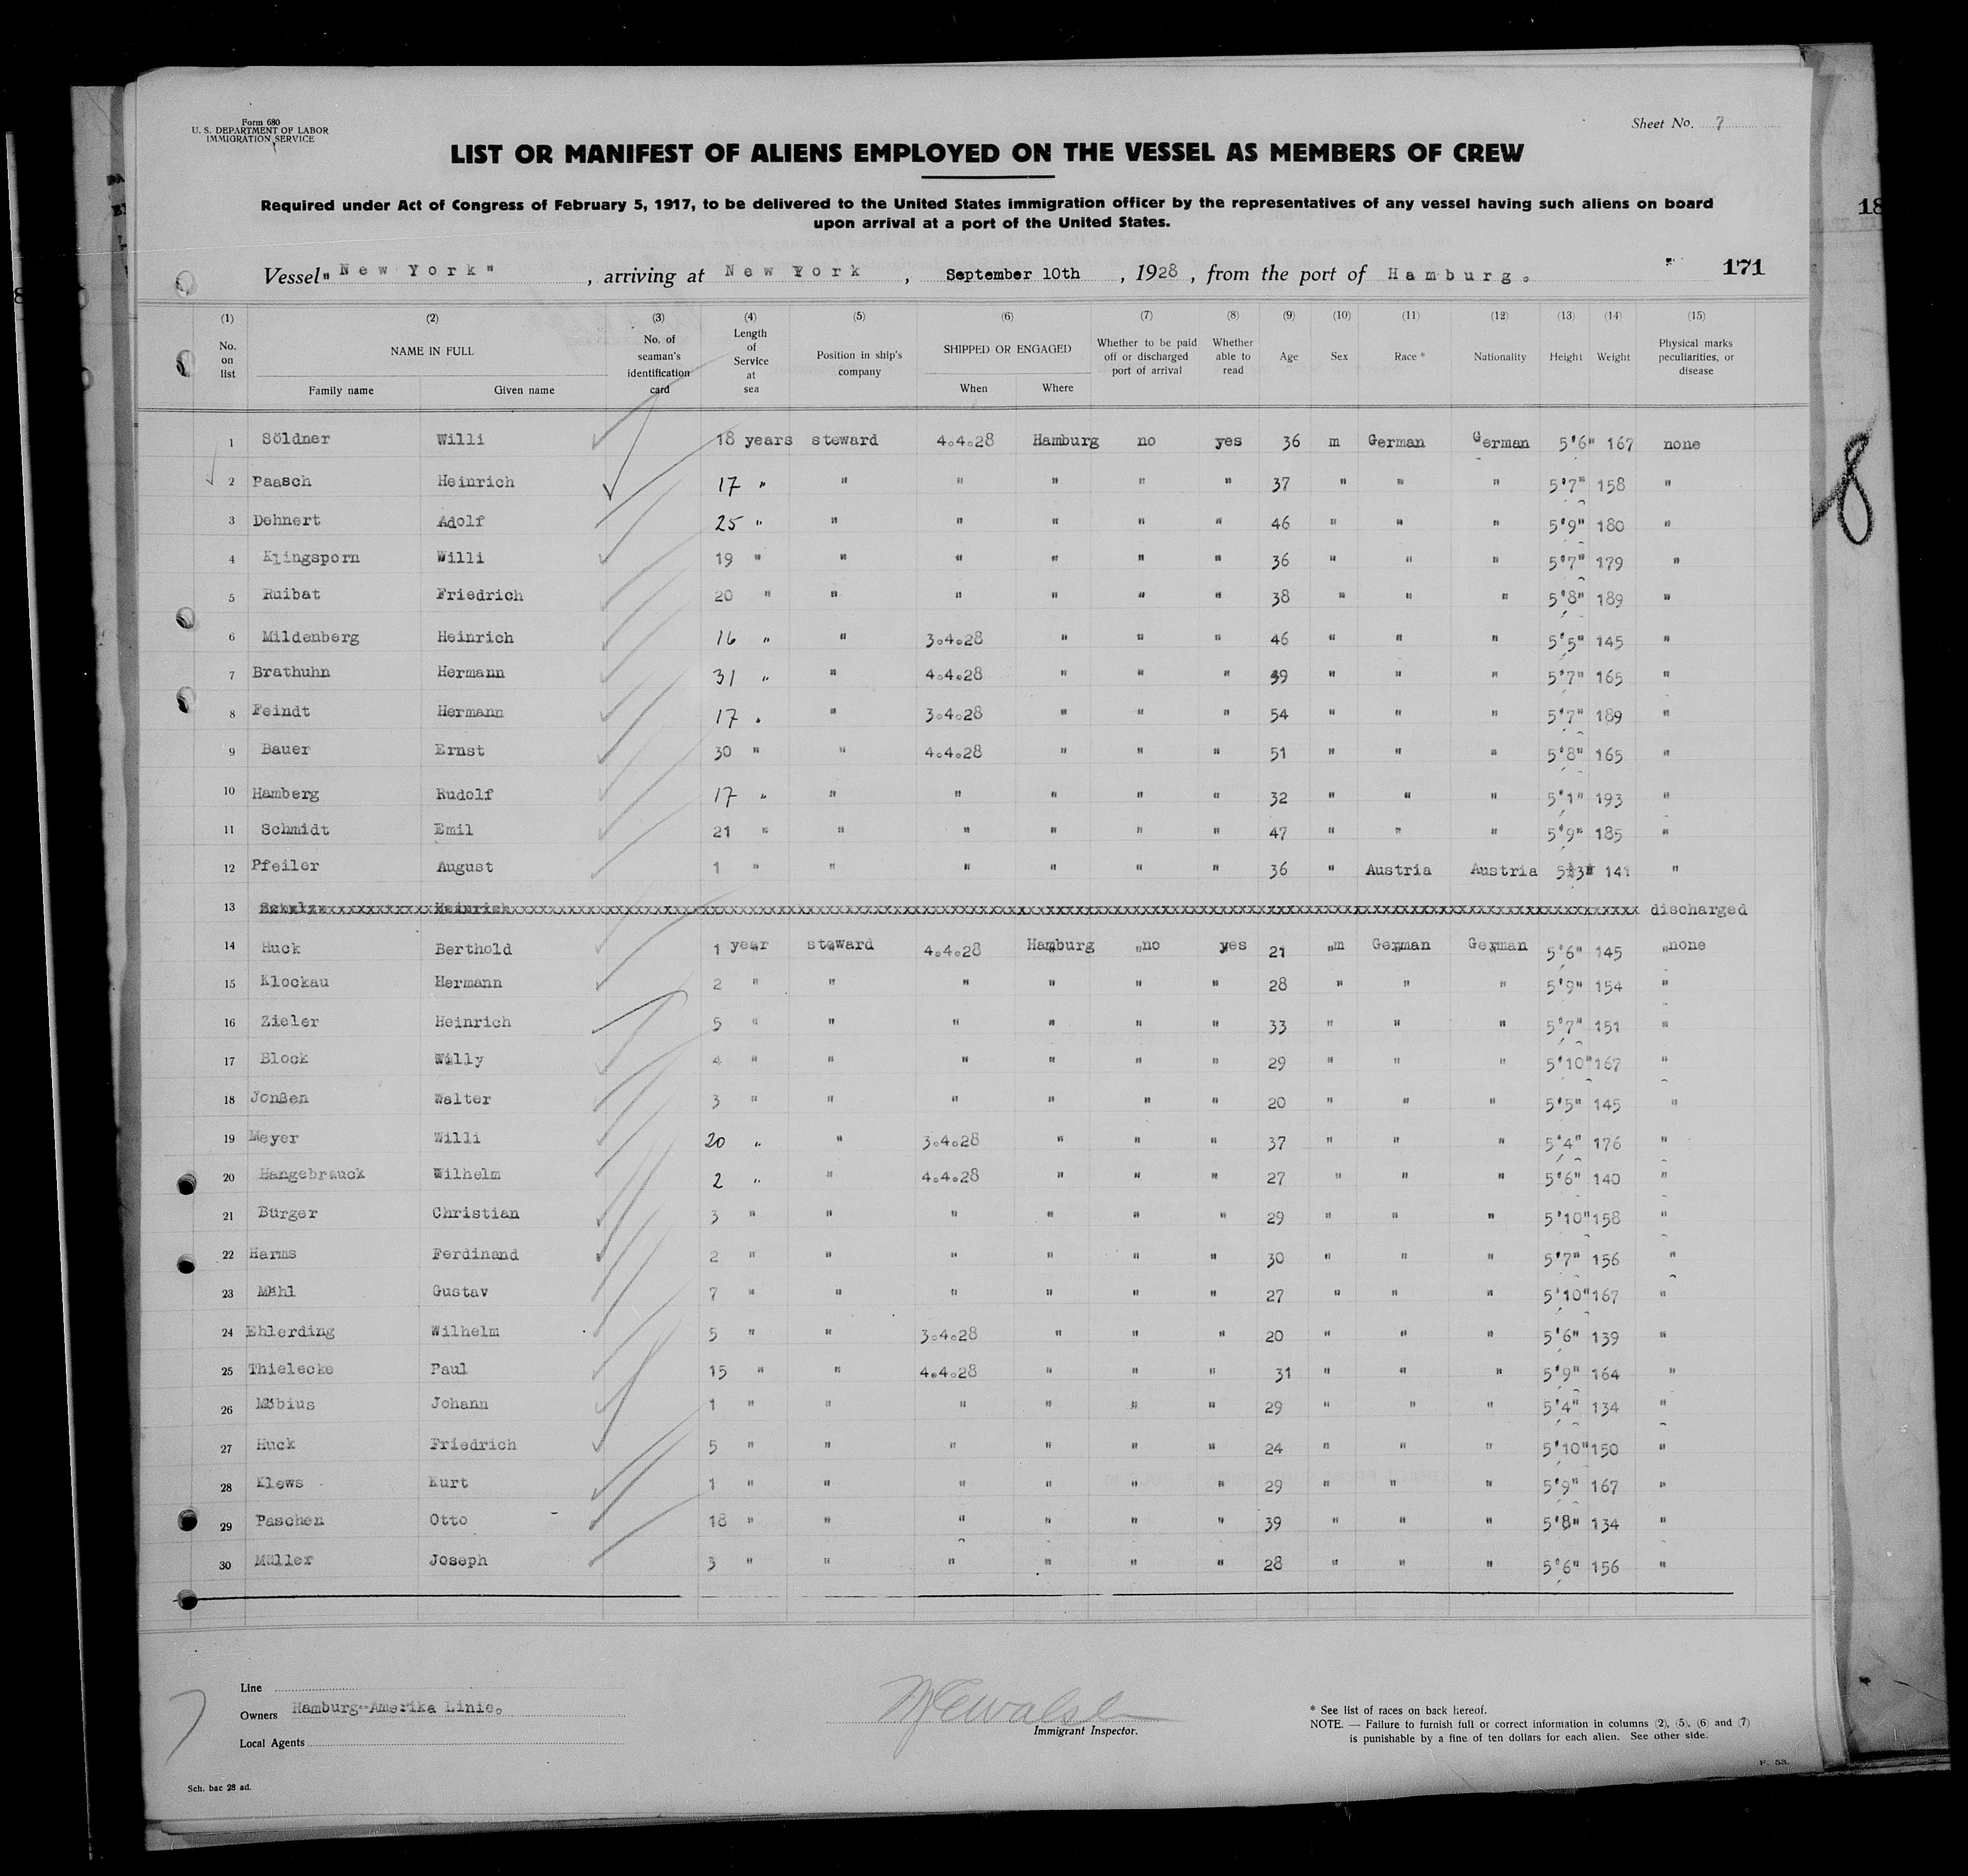 Form 680
U. S. DEPARTMENT OF LABOR
IMMIGRATION SERVICE
Sheet No. 7
LIST OR MANIFEST OF ALIENS EMPLOYED ON THE VESSEL AS MEMBERS OF CREW
Required under Act of Congress of February 5, 1917, to be delivered to the United States immigration officer by the representatives of any vessel having such aliens on board
upon arrival at a port of the United States.
18
Vessel "New York" , arriving at New York , September 10th , 1928 , from the port of Hamburg. 171
(1) (2) (3) (4) (5) (6) (7) (8) (9) (10) (11) (12) (13) (14) (15)
No. on list NAME IN FULL Family name Given name No. of seaman's identification card Length of Service at sea Position in ship's company SHIPPED OR ENGAGED When Where Whether to be paid off or discharged port of arrival Whether able to read Age Sex Race * Nationality Height Weight Physical marks peculiarities, or disease
1 Söldner Willi 18 years steward 4.4.28 Hamburg no yes 36 m German German 5'6" 167 none
2 Paasch Heinrich 17 " " " " " " 37 " " " 5'7" 158 "
3 Dehnert Adolf 25 " " " " " " 46 " " " 5'9" 180 "
4 Klingsporn Willi 19 " " " " " " 36 " " " 5'7" 179 "
5 Ruibat Friedrich 20 " " " " " " 38 " " " 5'8" 189 "
6 Mildenberg Heinrich 16 " " 3.4.28 " " " 46 " " " 5'5" 145 "
7 Brathuhn Hermann 31 " " 4.4.28 " " " 49 " " " 5'7" 165 "
8 Feindt Hermann 17 " " 3.4.28 " " " 54 " " " 5'7" 189 "
9 Bauer Ernst 30 " " 4.4.28 " " " 51 " " " 5'8" 165 "
10 Hamberg Rudolf 17 " " " " " " 32 " " " 5'1" 193 "
11 Schmidt Emil 21 " " " " " " 47 " " " 5'9" 185 "
12 Pfeiler August 1 " " " " " " 36 " Austria Austria 5'3" 141 "
13 Schulze Heinrich discharged
14 Huck Berthold 1 year steward 4.4.28 Hamburg no yes 21 m German German 5'6" 145 none
15 Klockau Hermann 2 " " " " " " 28 " " " 5'9" 154 "
16 Zieler Heinrich 5 " " " " " " 33 " " " 5'7" 151 "
17 Block Willy 4 " " " " " " 29 " " " 5'10" 167 "
18 Jonßen Walter 3 " " " " " " 20 " " " 5'5" 145 "
19 Meyer Willi 20 " " 3.4.28 " " " 37 " " " 5'4" 176 "
20 Hangebrauck Wilhelm 2 " " 4.4.28 " " " 27 " " " 5'6" 140 "
21 Bürger Christian 3 " " " " " " 29 " " " 5'10" 158 "
22 Harms Ferdinand 2 " " " " " " 30 " " " 5'7" 156 "
23 Mähl Gustav 7 " " " " " " 27 " " " 5'10" 167 "
24 Ehlerding Wilhelm 5 " " 3.4.28 " " " 20 " " " 5'6" 139 "
25 Thielecke Paul 15 " " 4.4.28 " " " 31 " " " 5'9" 164 "
26 Möbius Johann 1 " " " " " " 29 " " " 5'4" 134 "
27 Huck Friedrich 5 " " " " " " 24 " " " 5'10" 150 "
28 Klews Kurt 1 " " " " " " 29 " " " 5'9" 167 "
29 Paschen Otto 18 " " " " " " 39 " " " 5'8" 134 "
30 Müller Joseph 3 " " " " " " 28 " " " 5'6" 156 "
8
Line
Owners Hamburg-Amerika Linie.
Local Agents
Immigrant Inspector.
* See list of races on back hereof.
NOTE. — Failure to furnish full or correct information in columns (2), (5), (6) and (7)
is punishable by a fine of ten dollars for each alien. See other side.
F. 53.
Sch. bac 28 ad.